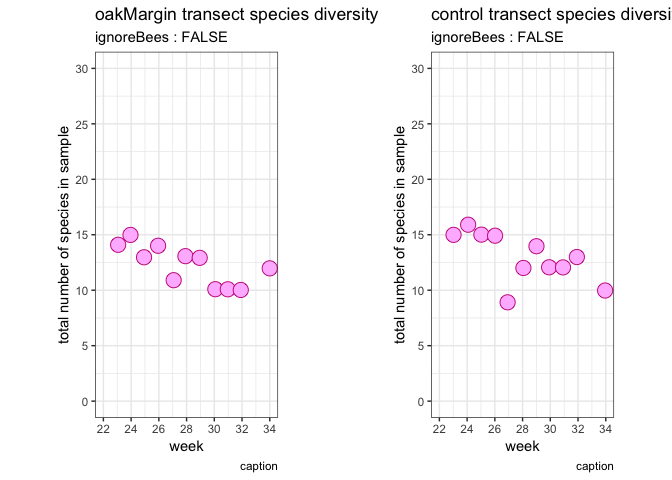 oakMargin transect species diversity
ignoreBees : FALSE
total number of species in sample
30
25
20
15
10
5
0
22 24 26 28 30 32 34
week
caption
control transect species diversi
ignoreBees : FALSE
total number of species in sample
30
25
20
15
10
5
0
22 24 26 28 30 32 34
week
caption